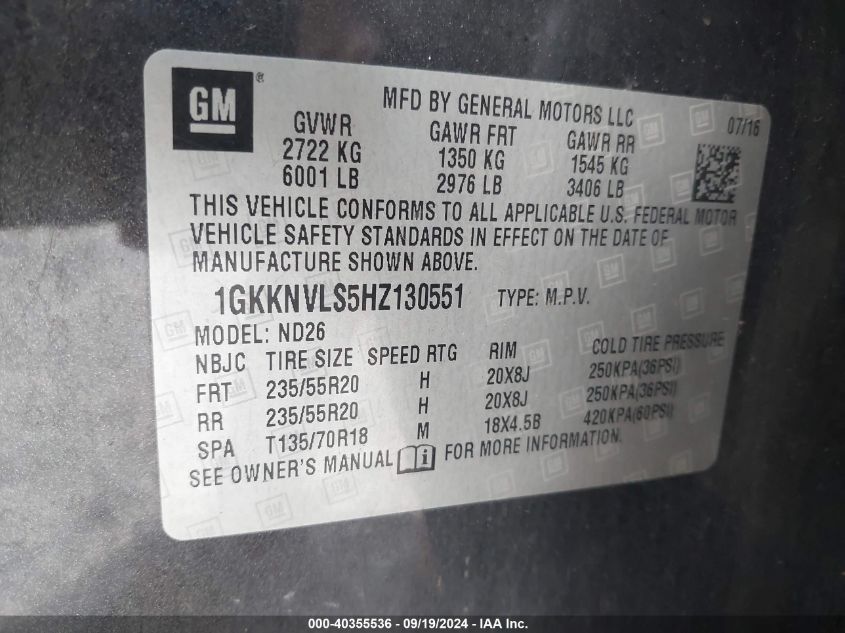 GM ®
MFD BY GENERAL MOTORS LLC
07/16
GVWR GAWR FRT GAWR RR
2722 KG 1350 KG 1545 KG
6001 LB 2976 LB 3406 LB
THIS VEHICLE CONFORMS TO ALL APPLICABLE U.S. FEDERAL MOTOR
VEHICLE SAFETY STANDARDS IN EFFECT ON THE DATE OF
MANUFACTURE SHOWN ABOVE.
1GKKNVLS5HZ130551 TYPE: M.P.V.
MODEL: ND26
NBJC TIRE SIZE SPEED RTG RIM COLD TIRE PRESSURE
FRT 235/55R20 H 20X8J 250KPA(36PSI)
RR 235/55R20 H 20X8J 250KPA(36PSI)
SPA T135/70R18 M 18X4.5B 420KPA(60PSI)
SEE OWNER'S MANUAL i FOR MORE INFORMATION.
000-40355536 - 09/19/2024 - IAA Inc.